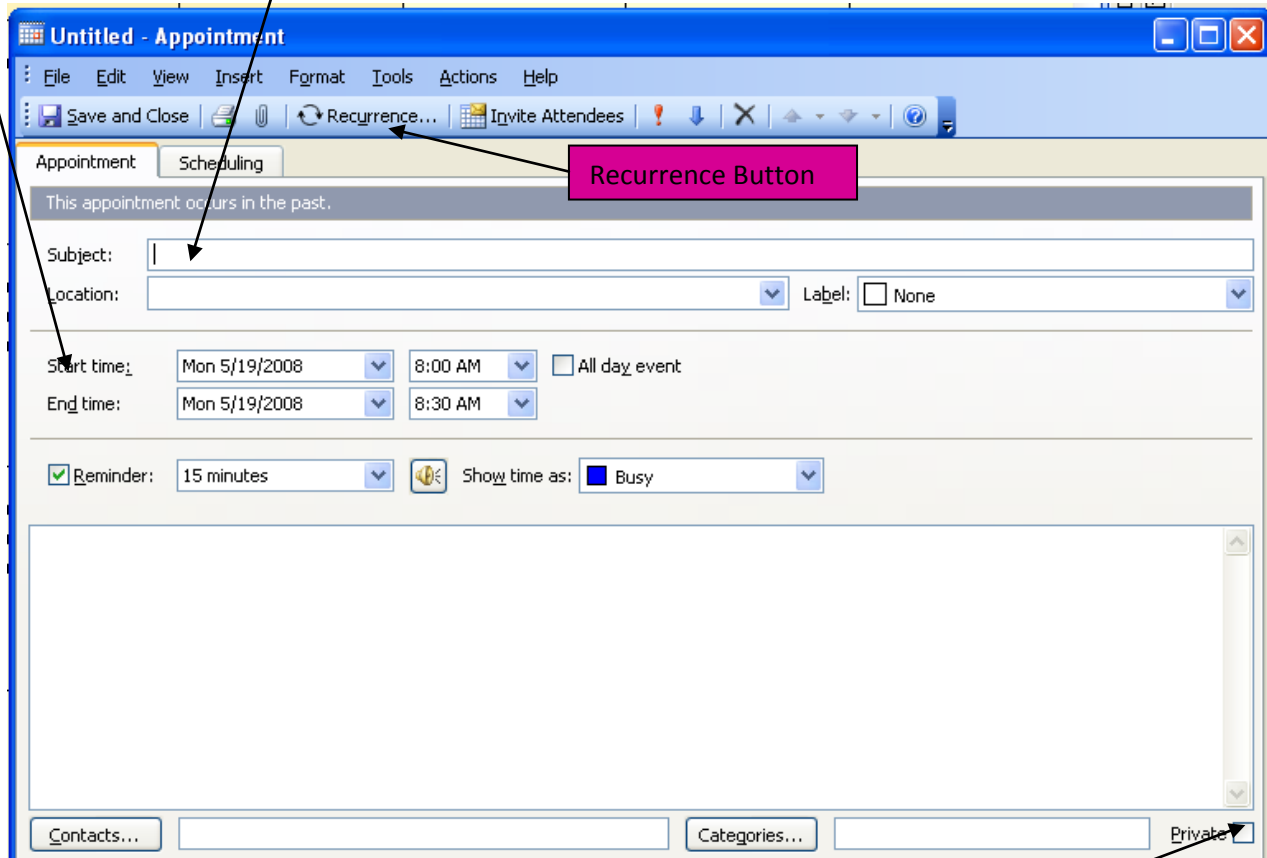 Untitled - Appointment
File Edit View Insert Format Tools Actions Help
Save and Close Recurrence... Invite Attendees
Appointment Scheduling
Recurrence Button
This appointment occurs in the past.
Subject:
Location: Label: None
Start time: Mon 5/19/2008 8:00 AM All day event
End time: Mon 5/19/2008 8:30 AM
Reminder: 15 minutes Show time as: Busy
Contacts... Categories... Private